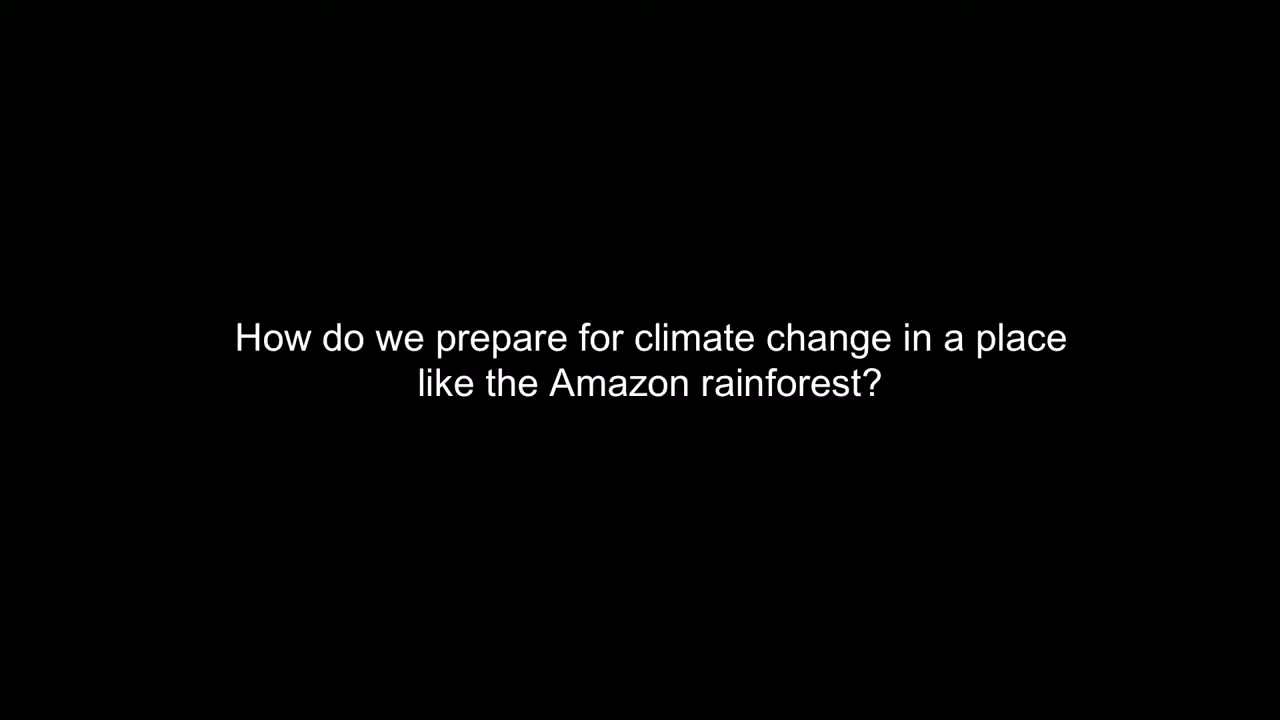 How do we prepare for climate change in a place
like the Amazon rainforest?